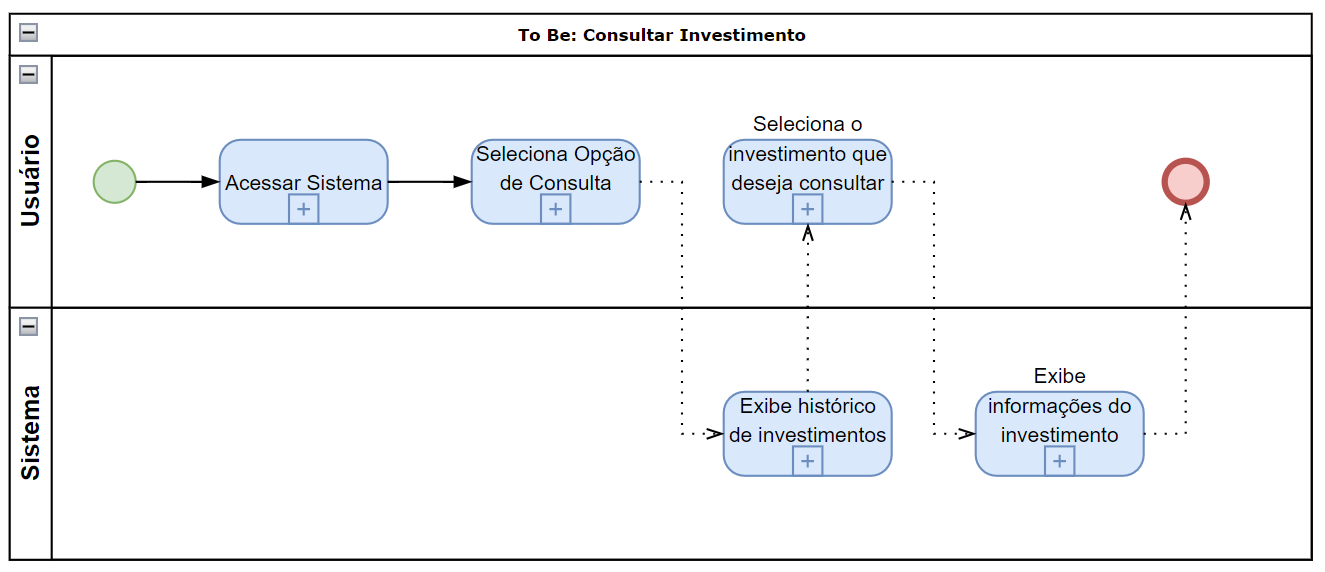 To Be: Consultar Investimento
Usuário
Acessar Sistema
Seleciona Opção
de Consulta
Seleciona o
investimento que
deseja consultar
Sistema
Exibe histórico
de investimentos
Exibe
informações do
investimento